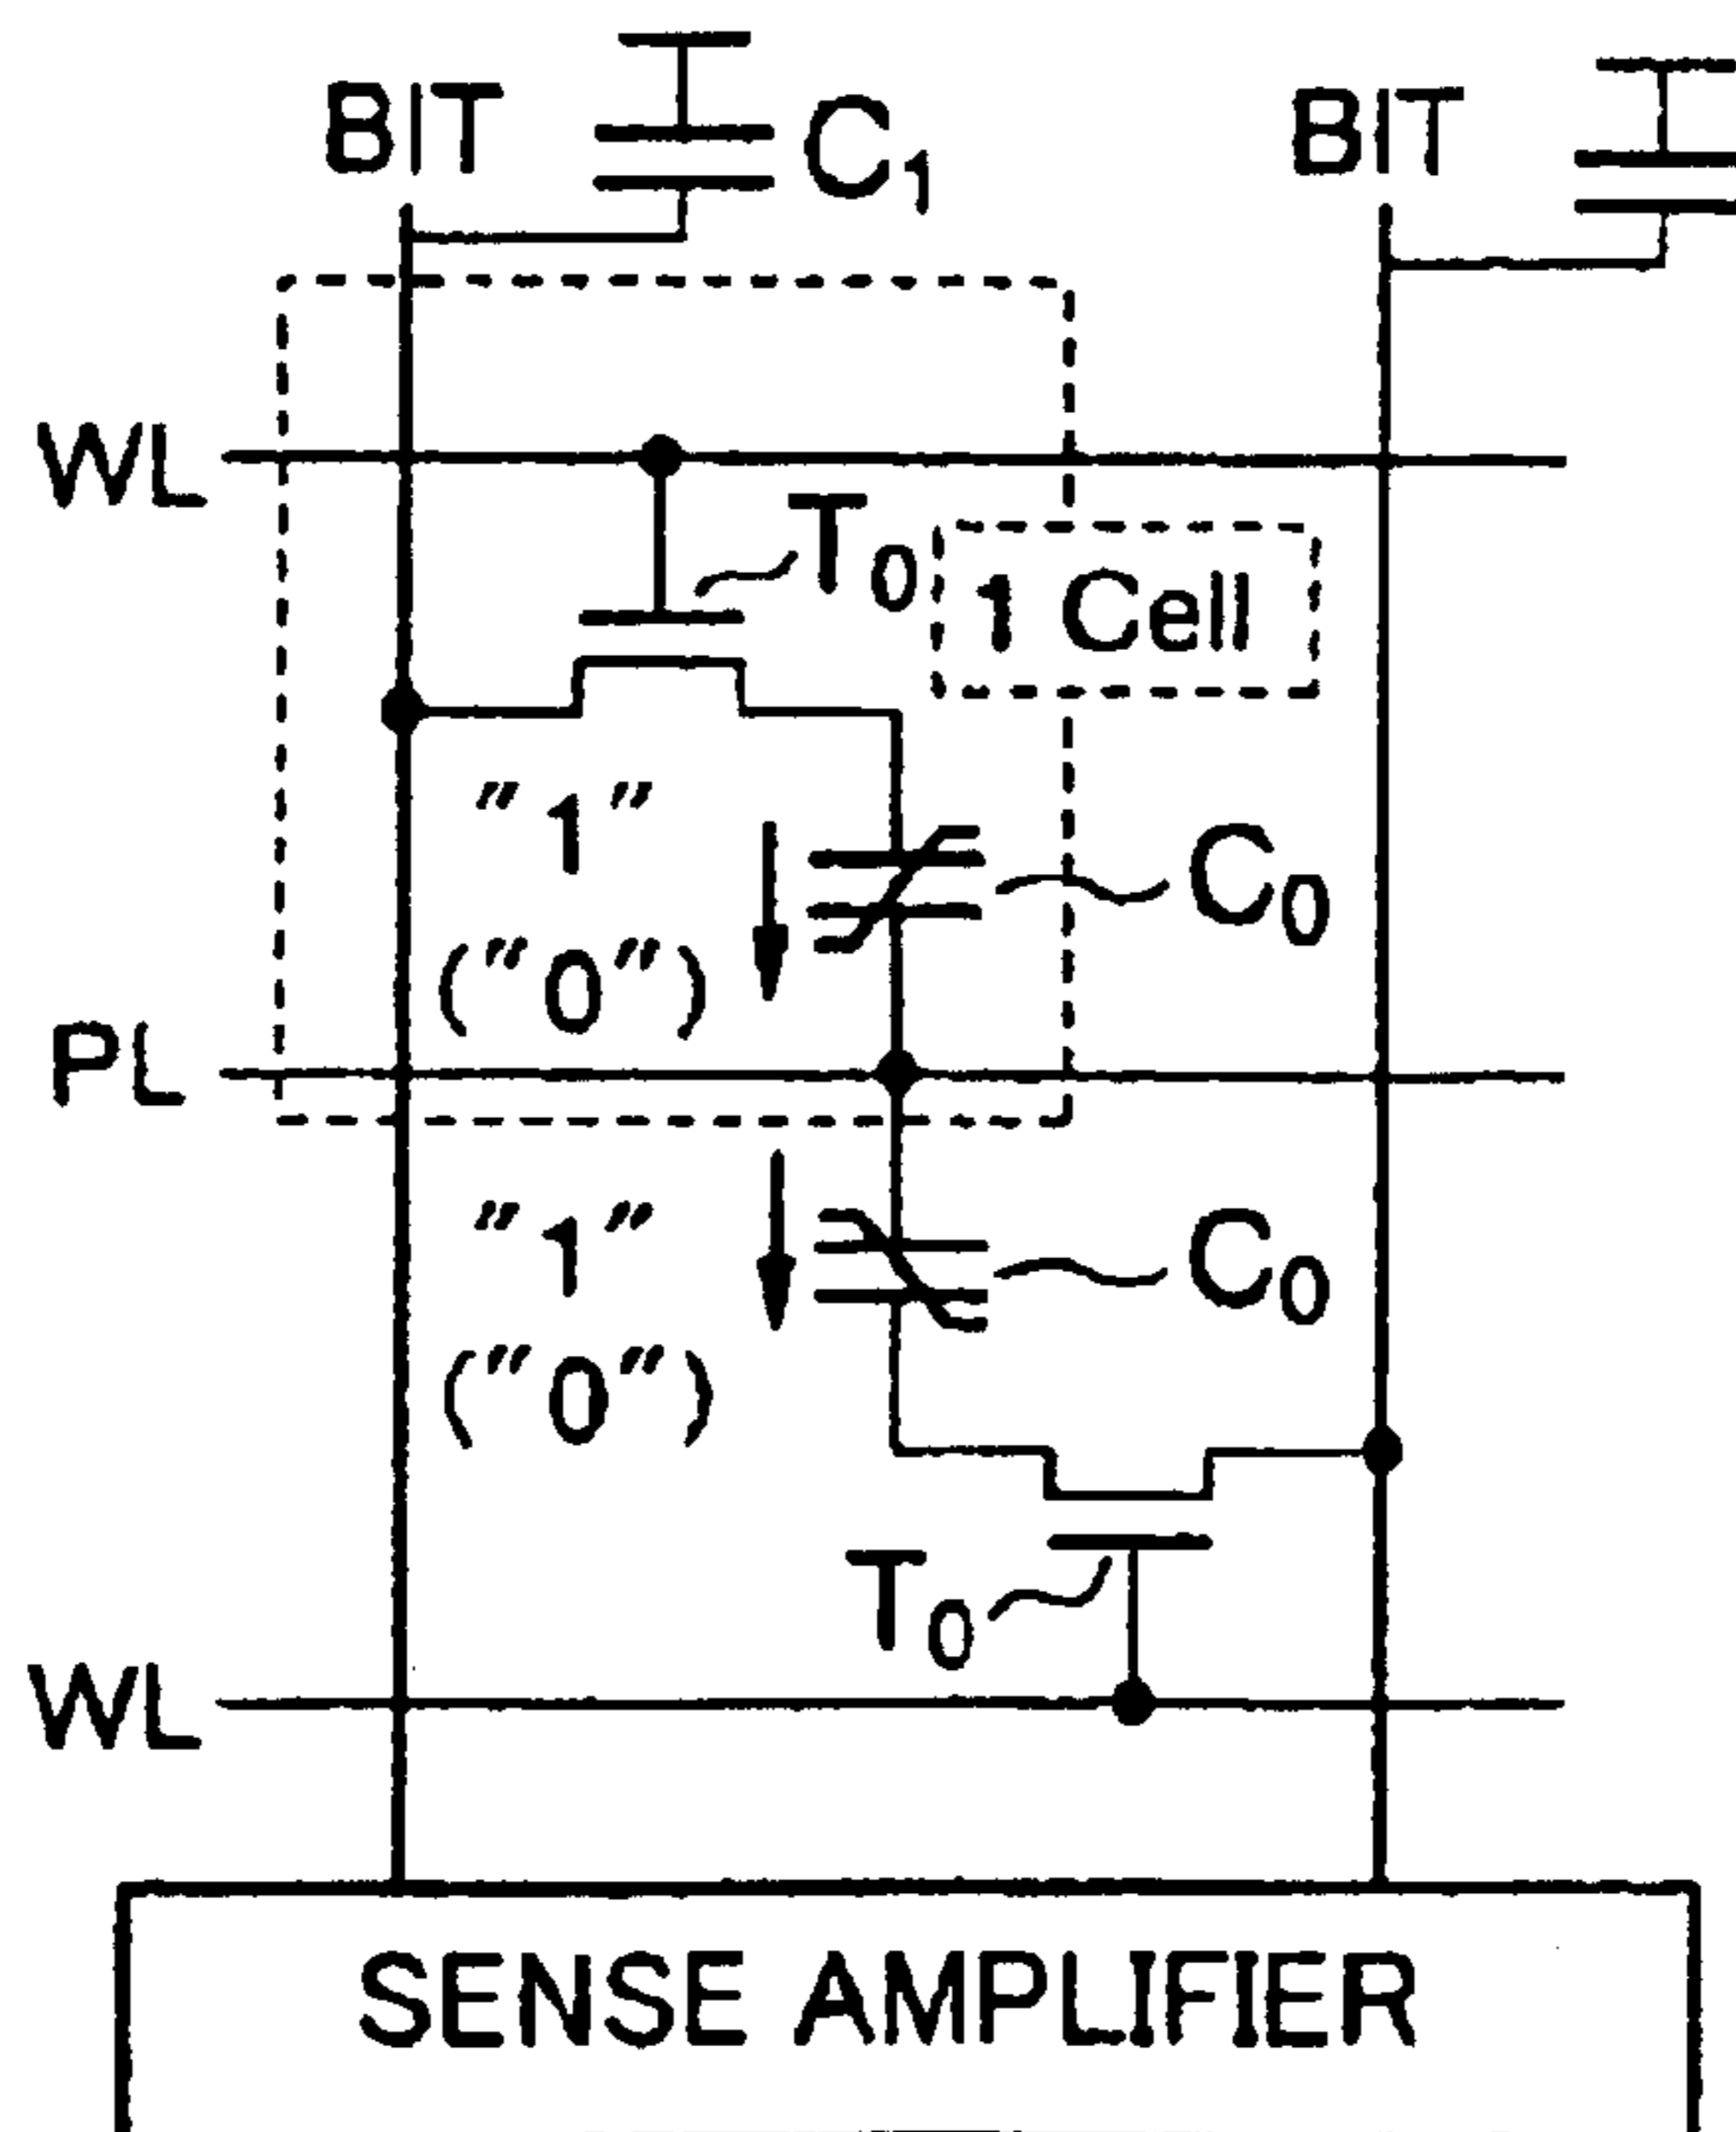 BIT C1 BIT
WL
T0
1 Cell
"1"
("0")
C0
PL
"1"
("0")
C0
T0
WL
SENSE AMPLIFIER